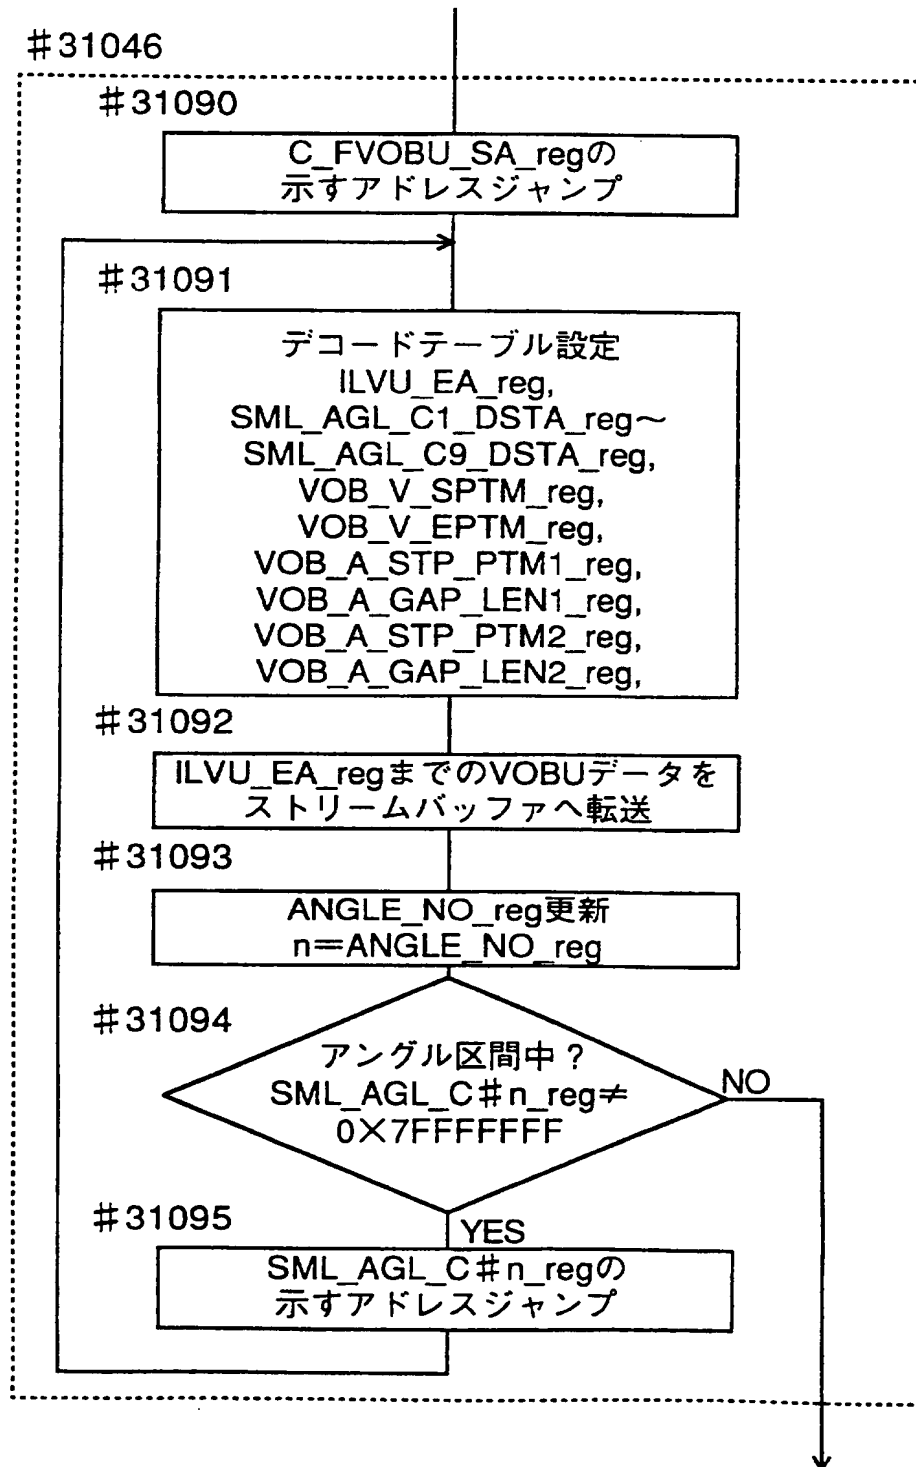 #31046
#31090
C_FVOBU_SA_regの
示すアドレスジャンプ
#31091
デコードテーブル設定
ILVU_EA_reg,
SML_AGL_C1_DSTA_reg〜
SML_AGL_C9_DSTA_reg,
VOB_V_SPTM_reg,
VOB_V_EPTM_reg,
VOB_A_STP_PTM1_reg,
VOB_A_GAP_LEN1_reg,
VOB_A_STP_PTM2_reg,
VOB_A_GAP_LEN2_reg,
#31092
ILVU_EA_regまでのVOBUデータを
ストリームバッファへ転送
#31093
ANGLE_NO_reg更新
n=ANGLE_NO_reg
#31094
アングル区間中？
SML_AGL_C#n_reg≠
0×7FFFFFFF
NO
#31095
YES
SML_AGL_C#n_regの
示すアドレスジャンプ